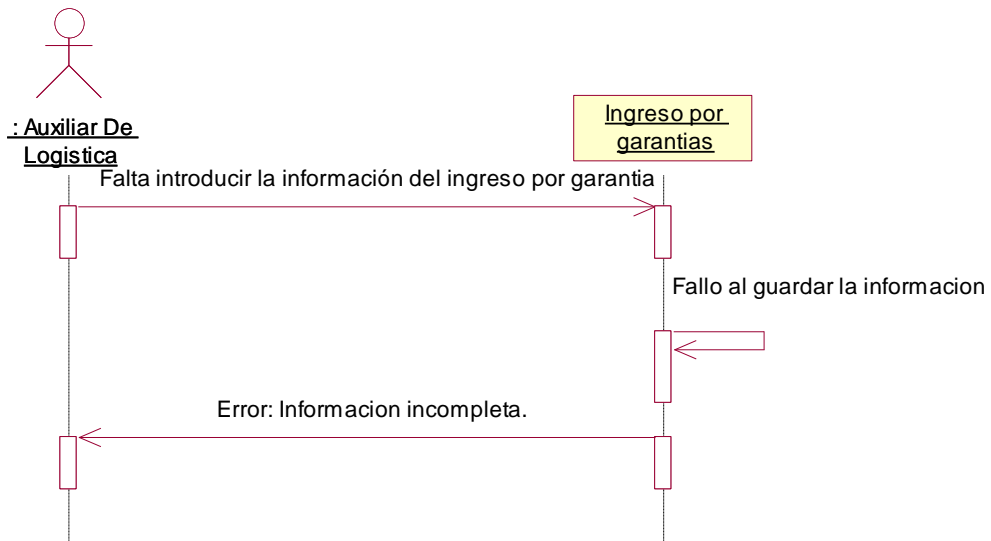 : Auxiliar De
Logistica
Ingreso por
garantias
Falta introducir la información del ingreso por garantia
Fallo al guardar la informacion
Error: Informacion incompleta.